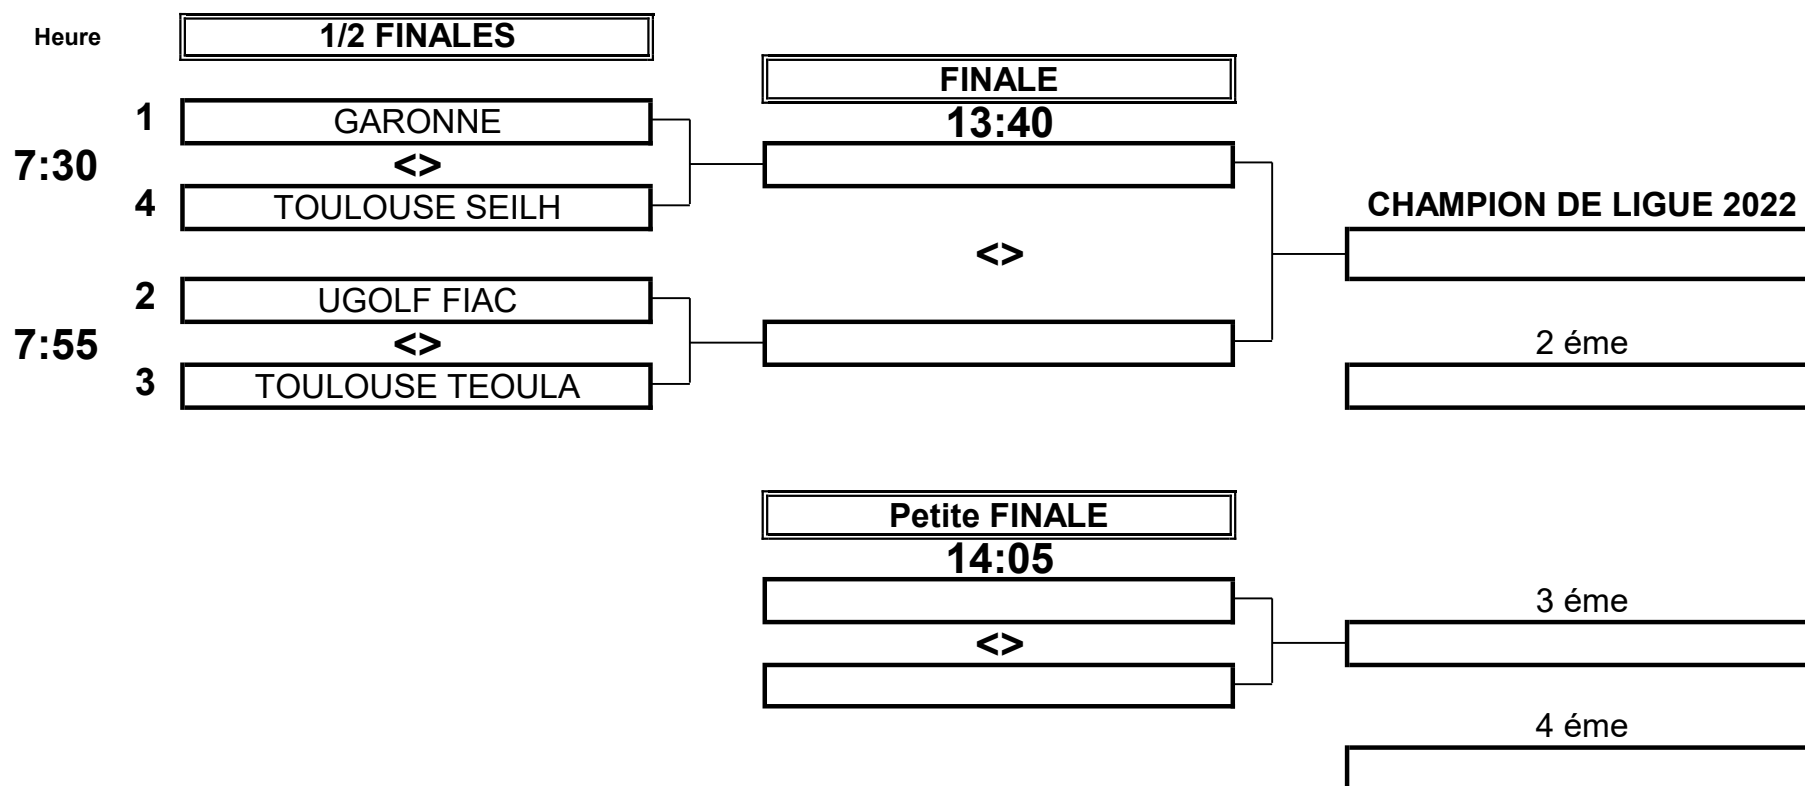 Heure
1/2 FINALES
FINALE
13:40
1
GARONNE
7:30
<>
4
TOULOUSE SEILH
CHAMPION DE LIGUE 2022
<>
2
UGOLF FIAC
7:55
<>
2 éme
3
TOULOUSE TEOULA
Petite FINALE
14:05
3 éme
<>
4 éme